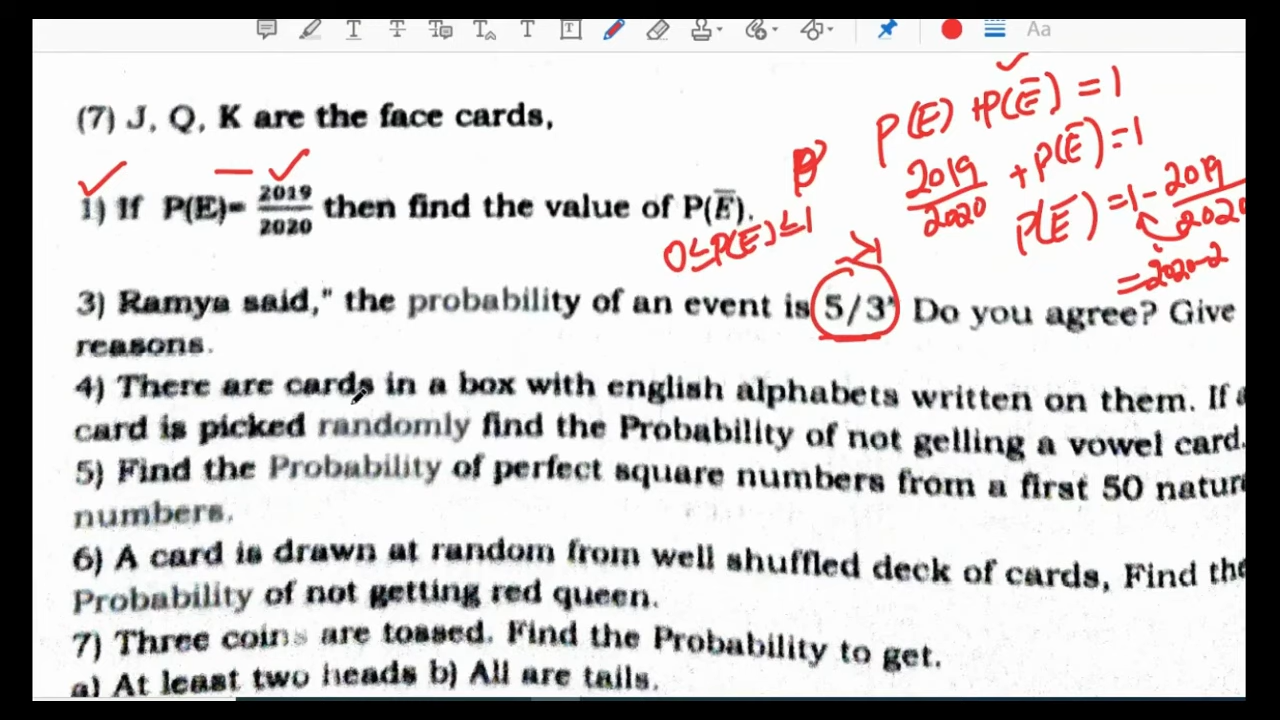 Aa
(7) J, Q, K are the face cards,
1) If P(E)= 2019/2020 then find the value of P(E̅).
P(E) + P(E̅) = 1
2019/2020 + P(E̅) = 1
P(E̅) = 1 - 2019/2020
= 2020-2
0≤P(E)≤1
>1
3) Ramya said," the probability of an event is 5/3" Do you agree? Give
reasons.
4) There are cards in a box with english alphabets written on them. If a
card is picked randomly find the Probability of not gelling a vowel card.
5) Find the Probability of perfect square numbers from a first 50 natur
numbers.
6) A card is drawn at random from well shuffled deck of cards, Find the
Probability of not getting red queen.
7) Three coins are tossed. Find the Probability to get.
a) At least two heads b) All are tails.